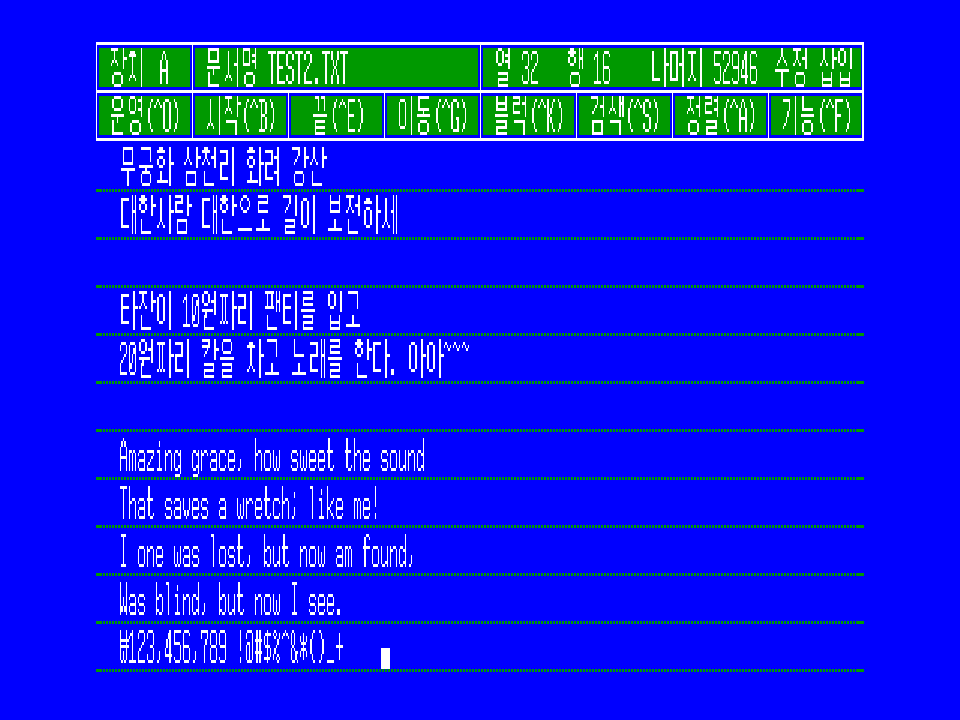 장치 A 문서명 TEST2.TXT 열 32 행 16 나머지 52946 수정 삽입
운영(^O) 시작(^B) 끝(^E) 이동(^G) 블럭(^K) 검색(^S) 정렬(^A) 기능(^F)
무궁화 삼천리 화려 강산
대한사람 대한으로 길이 보전하세
타잔이 10원짜리 팬티를 입고
20원짜리 칼을 차고 노래를 한다. 아아~~~
Amazing grace, how sweet the sound
That saves a wretch; like me!
I one was lost, but now am found,
Was blind, but now I see.
₩123,456,789 !@#$%^&*()_+